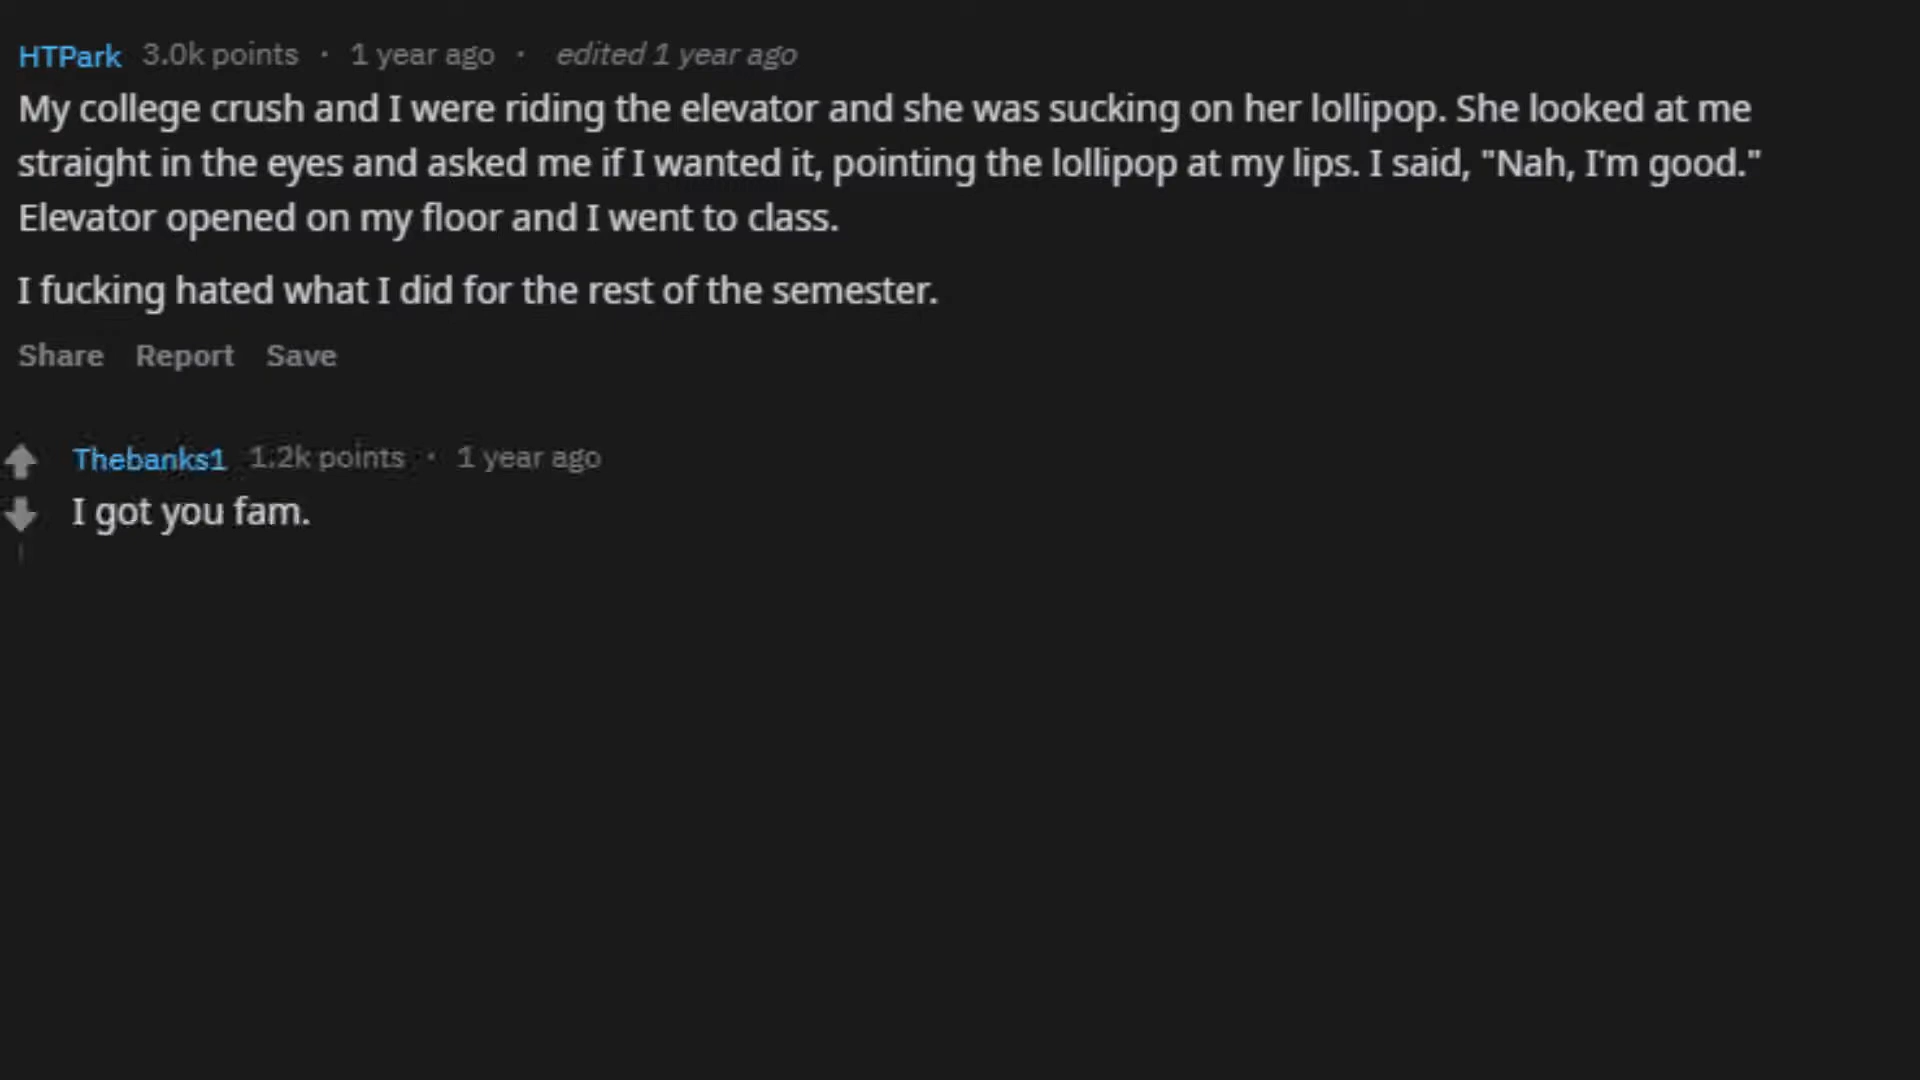 HTPark 3.0k points · 1 year ago · edited 1 year ago
My college crush and I were riding the elevator and she was sucking on her lollipop. She looked at me
straight in the eyes and asked me if I wanted it, pointing the lollipop at my lips. I said, "Nah, I'm good."
Elevator opened on my floor and I went to class.
I fucking hated what I did for the rest of the semester.
Share Report Save
Thebanks1 1.2k points · 1 year ago
I got you fam.